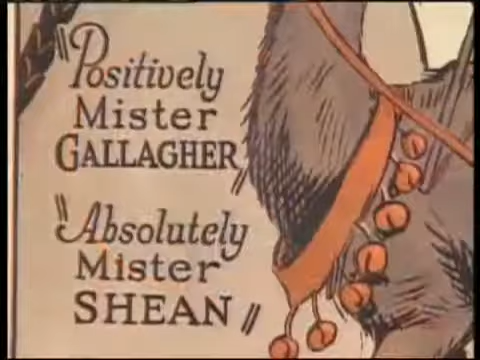 "Positively
Mister
GALLAGHER"
"Absolutely
Mister
SHEAN"